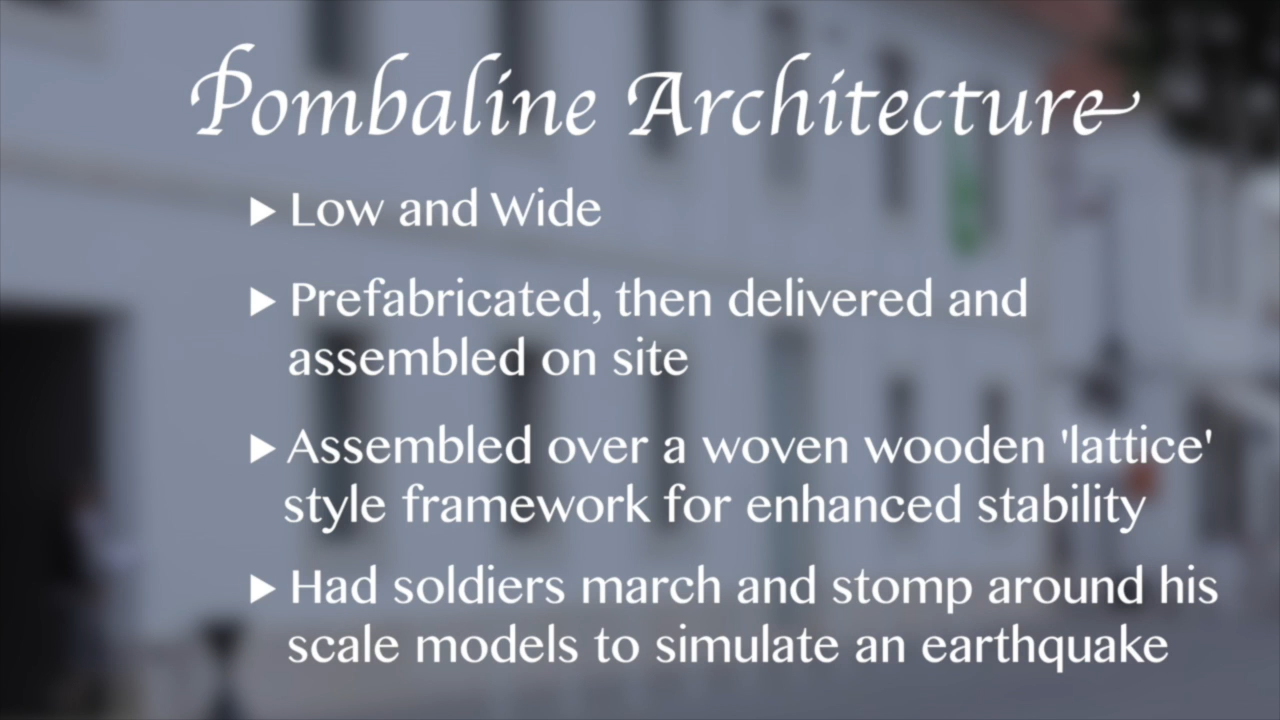 Pombaline Architecture
▶ Low and Wide
▶ Prefabricated, then delivered and
assembled on site
▶ Assembled over a woven wooden 'lattice'
style framework for enhanced stability
▶ Had soldiers march and stomp around his
scale models to simulate an earthquake